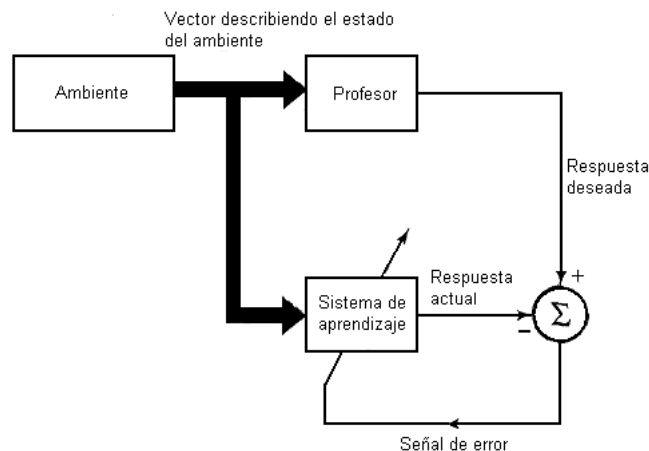 Vector describiendo el estado
del ambiente
Ambiente
Profesor
Respuesta
deseada
+
Sistema de
aprendizaje
Respuesta
actual
Σ
−
Señal de error